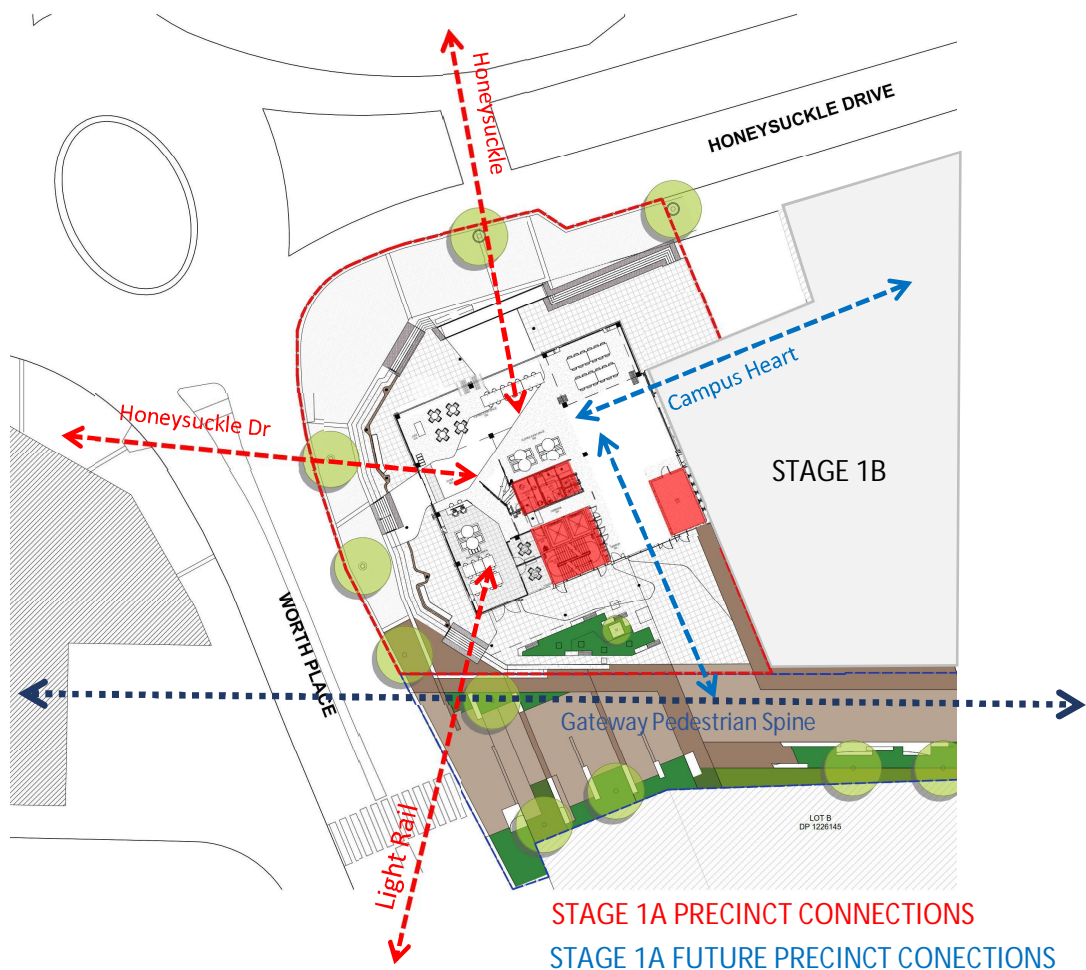 Honeysuckle
HONEYSUCKLE DRIVE
Campus Heart
Honeysuckle Dr
STAGE 1B
WORTH PLACE
Gateway Pedestrian Spine
Light Rail
LOT B
DP 1226145
STAGE 1A PRECINCT CONNECTIONS
STAGE 1A FUTURE PRECINCT CONECTIONS